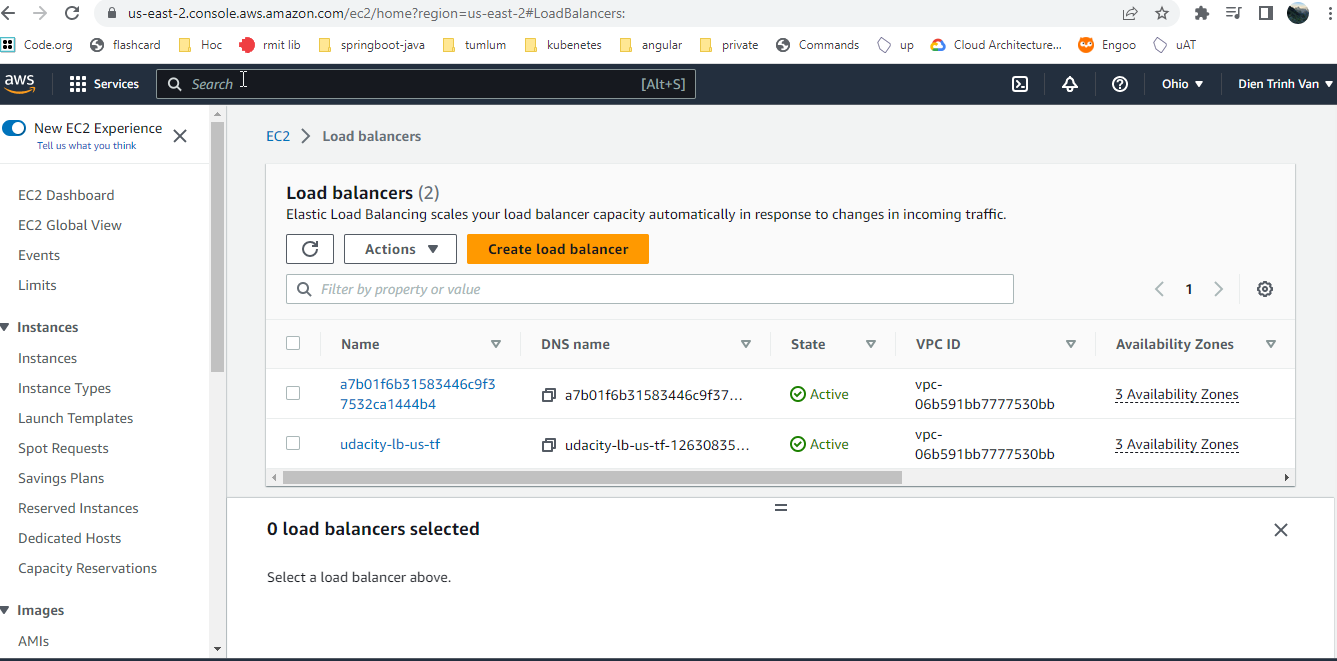 us-east-2.console.aws.amazon.com/ec2/home?region=us-east-2#LoadBalancers:
Code.org flashcard Hoc rmit lib springboot-java tumlum kubenetes angular private Commands up Cloud Architecture... Engoo uAT
aws Services Search [Alt+S] Ohio Dien Trinh Van
New EC2 Experience
Tell us what you think
EC2 Dashboard
EC2 Global View
Events
Limits
Instances
Instances
Instance Types
Launch Templates
Spot Requests
Savings Plans
Reserved Instances
Dedicated Hosts
Capacity Reservations
Images
AMIs
EC2 Load balancers
Load balancers (2)
Elastic Load Balancing scales your load balancer capacity automatically in response to changes in incoming traffic.
Actions Create load balancer
Filter by property or value 1
Name DNS name State VPC ID Availability Zones
a7b01f6b31583446c9f3
7532ca1444b4
a7b01f6b31583446c9f37... Active
vpc-
06b591bb7777530bb
3 Availability Zones
udacity-lb-us-tf udacity-lb-us-tf-12630835... Active
vpc-
06b591bb7777530bb
3 Availability Zones
0 load balancers selected
Select a load balancer above.